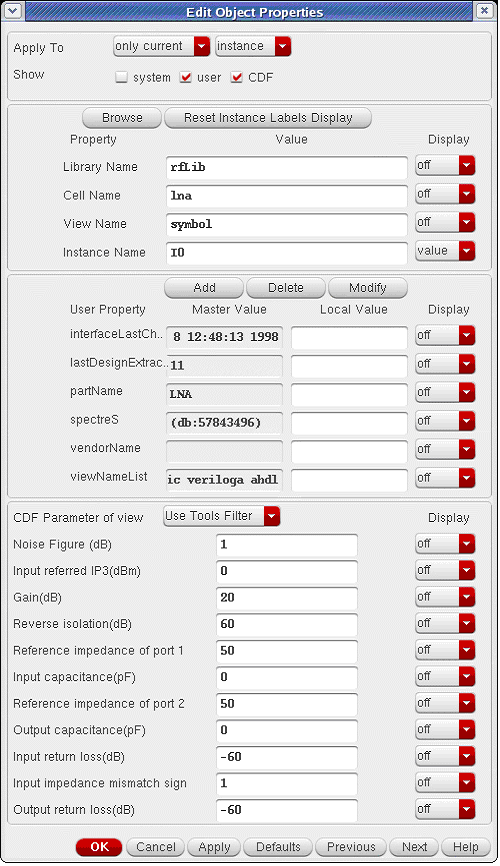 Edit Object Properties
Apply To only current instance
Show system user CDF
Browse Reset Instance Labels Display
Property Value Display
Library Name rfLib off
Cell Name lna off
View Name symbol off
Instance Name I0 value
Add Delete Modify
User Property Master Value Local Value Display
interfaceLastCh.. 8 12:48:13 1998 off
lastDesignExtrac.. 11 off
partName LNA off
spectreS (db:57843496) off
vendorName off
viewNameList ic veriloga ahdl off
CDF Parameter of view Use Tools Filter Display
Noise Figure (dB) 1 off
Input referred IP3(dBm) 0 off
Gain(dB) 20 off
Reverse isolation(dB) 60 off
Reference impedance of port 1 50 off
Input capacitance(pF) 0 off
Reference impedance of port 2 50 off
Output capacitance(pF) 0 off
Input return loss(dB) -60 off
Input impedance mismatch sign 1 off
Output return loss(dB) -60 off
OK Cancel Apply Defaults Previous Next Help